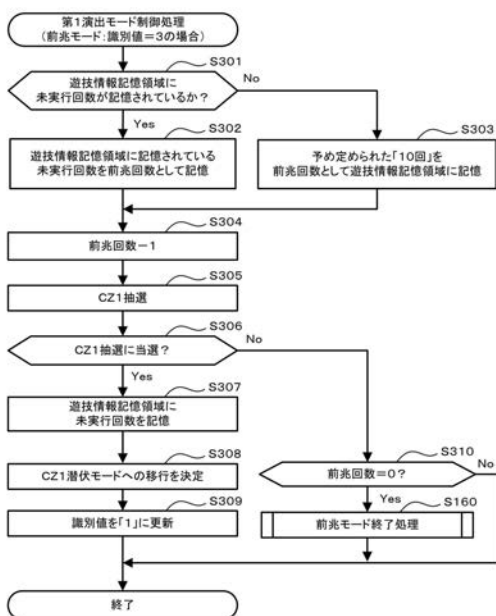 第1演出モード制御処理
(前兆モード:識別値=3の場合)
S301
遊技情報記憶領域に
未実行回数が記憶されているか?
No
Yes
S302
遊技情報記憶領域に記憶されている
未実行回数を前兆回数として記憶
S303
予め定められた「10回」を
前兆回数として遊技情報記憶領域に記憶
S304
前兆回数-1
S305
CZ1抽選
S306
CZ1抽選に当選?
No
Yes
S307
遊技情報記憶領域に
未実行回数を記憶
S308
CZ1潜伏モードへの移行を決定
S309
識別値を「1」に更新
S310
前兆回数=0?
No
Yes
S160
前兆モード終了処理
終了